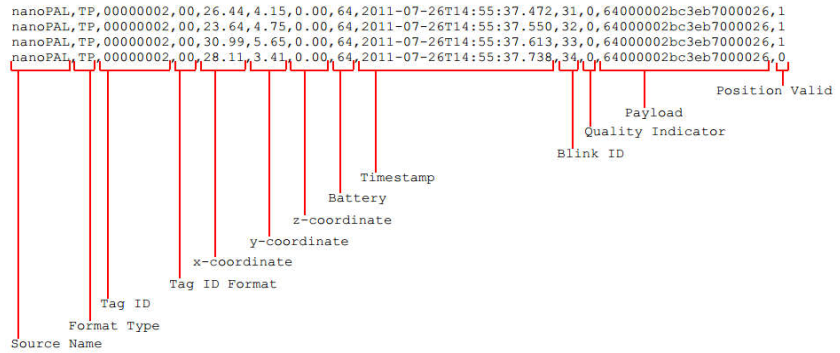 nanoPAL,TP,00000002,00,26.44,4.15,0.00,64,2011-07-26T14:55:37.472,31,0,64000002bc3eb7000026,1
nanoPAL,TP,00000002,00,23.64,4.75,0.00,64,2011-07-26T14:55:37.550,32,0,64000002bc3eb7000026,1
nanoPAL,TP,00000002,00,30.99,5.65,0.00,64,2011-07-26T14:55:37.613,33,0,64000002bc3eb7000026,1
nanoPAL,TP,00000002,00,28.11,3.41,0.00,64,2011-07-26T14:55:37.738,34,0,64000002bc3eb7000026,0
Position Valid
Payload
Quality Indicator
Blink ID
Timestamp
Battery
z-coordinate
y-coordinate
x-coordinate
Tag ID Format
Tag ID
Format Type
Source Name